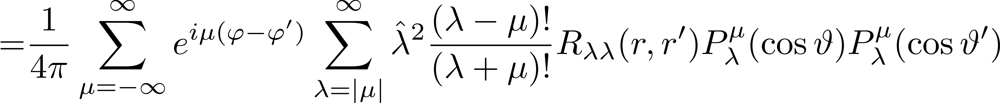 $= \frac{1}{4\pi} \sum_{\mu=-\infty}^{\infty} e^{i\mu(\varphi-\varphi')} \sum_{\lambda=|\mu|}^{\infty} \hat{\lambda}^2 \frac{(\lambda-\mu)!}{(\lambda+\mu)!} R_{\lambda\lambda}(r,r') P_\lambda^\mu(\cos\vartheta) P_\lambda^\mu(\cos\vartheta')$